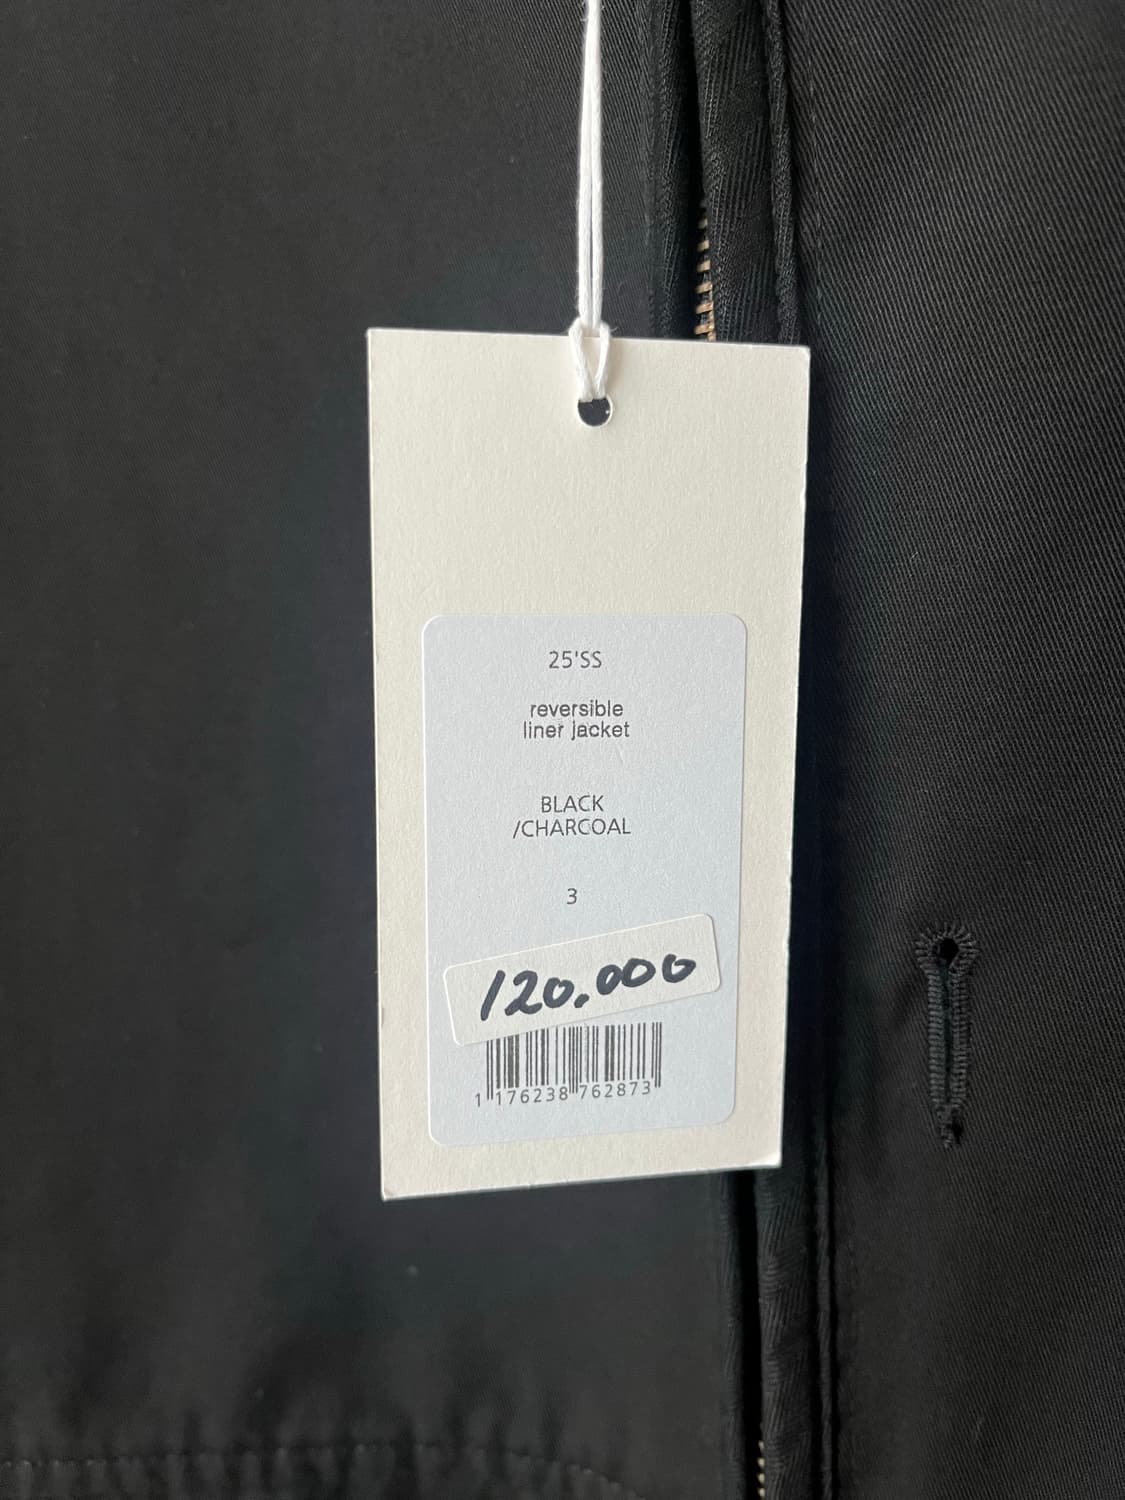 25'SS
reversible
liner jacket
BLACK
/CHARCOAL
3
120.000
1 176238 762873